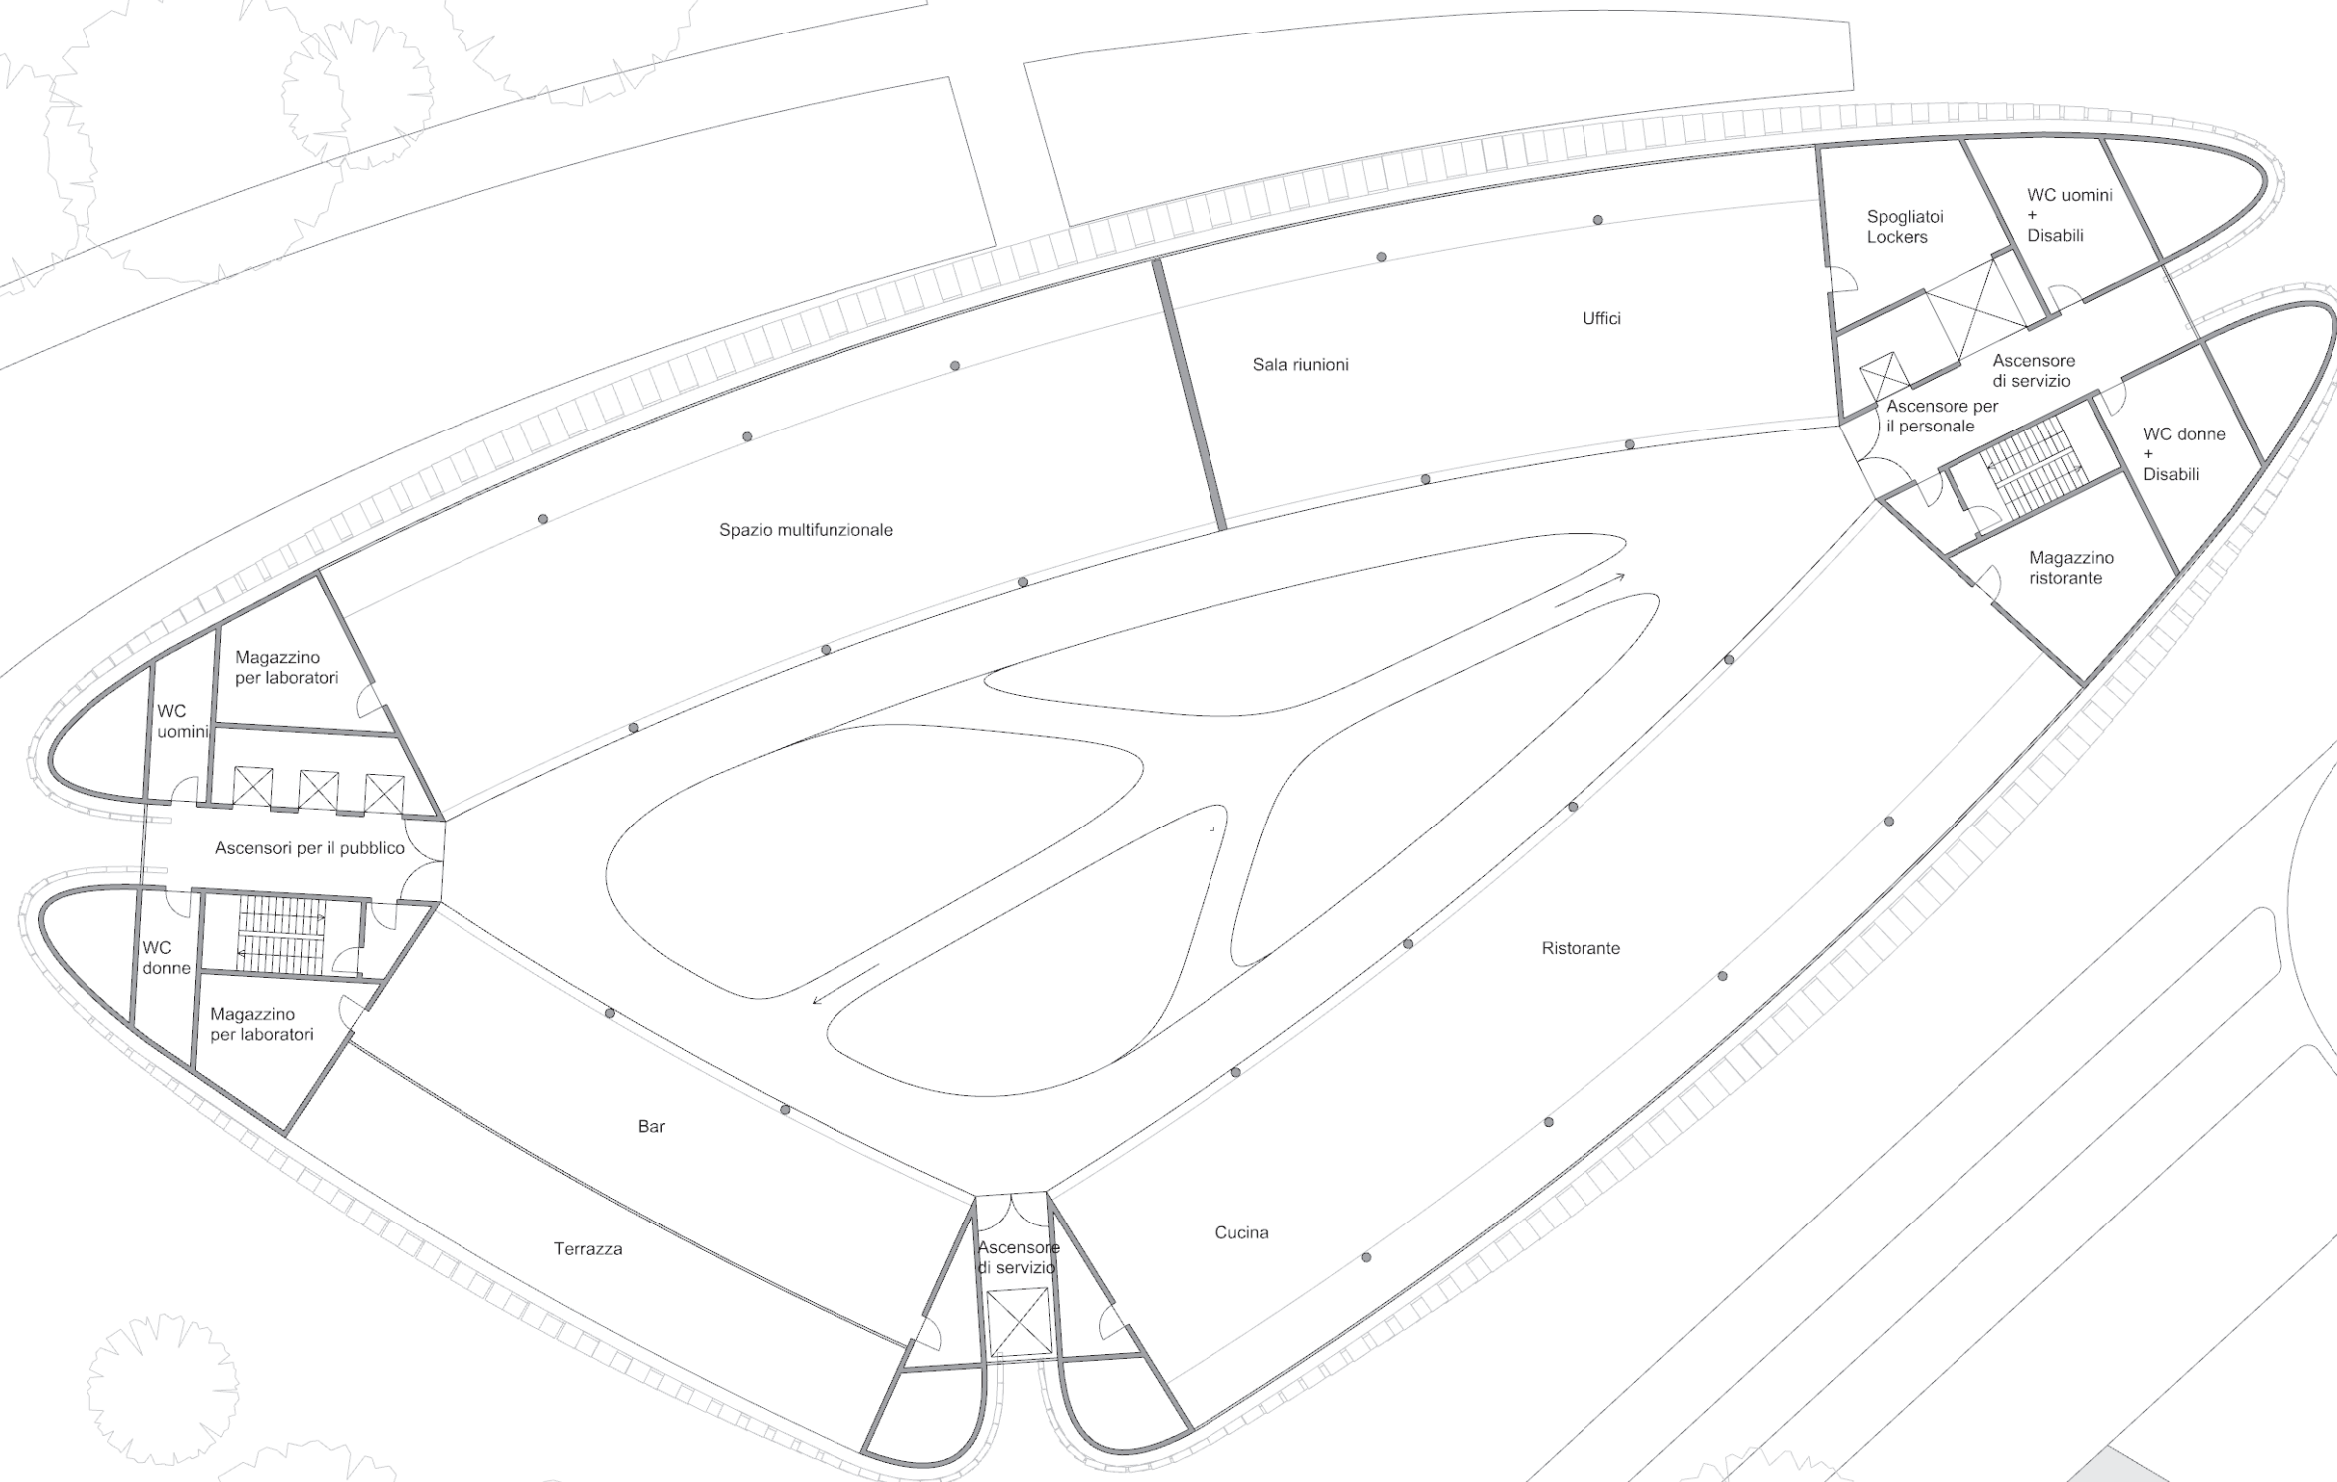 WC uomini
+
Disabili
Spogliatoi
Lockers
Uffici
Sala riunioni
Ascensore
di servizio
Ascensore per
il personale
WC donne
+
Disabili
Spazio multifunzionale
Magazzino
ristorante
Magazzino
per laboratori
WC
uomini
Ascensori per il pubblico
WC
donne
Magazzino
per laboratori
Ristorante
Bar
Terrazza
Cucina
Ascensore
di servizio